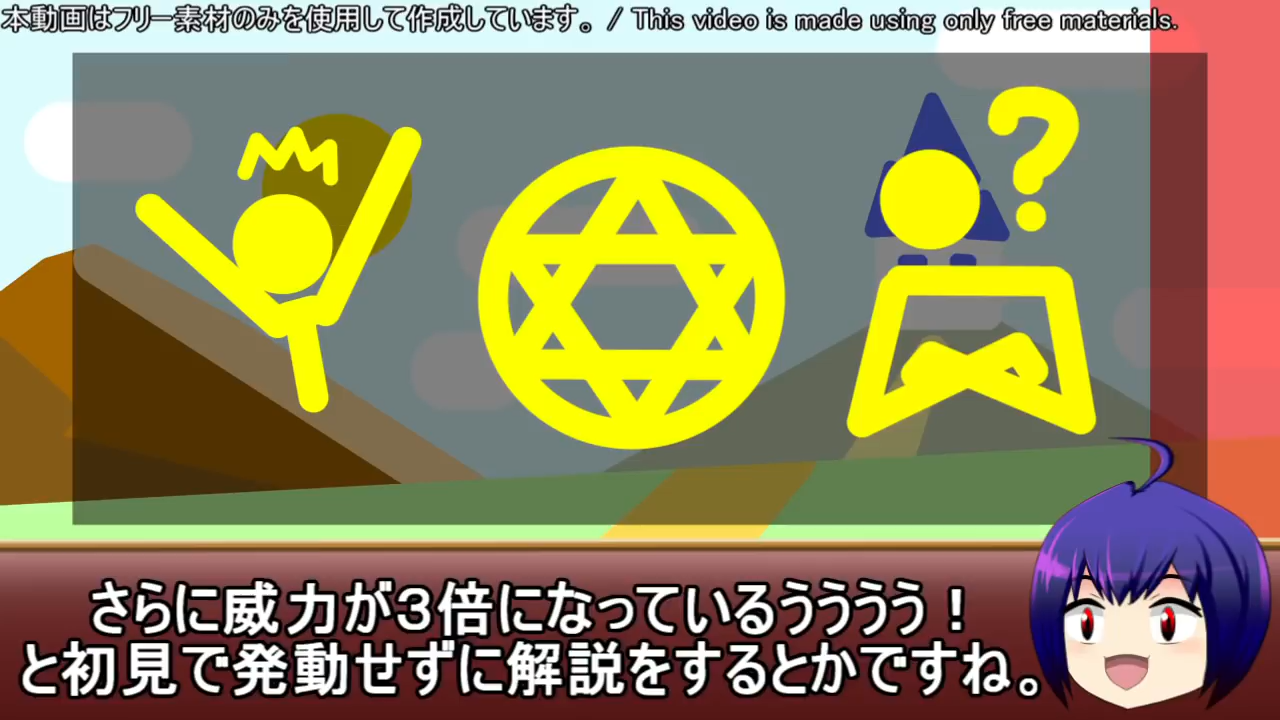 本動画はフリー素材のみを使用して作成しています。 / This video is made using only free materials.
?
さらに威力が３倍になっているうううう！
と初見で発動せずに解説をするとかですね。